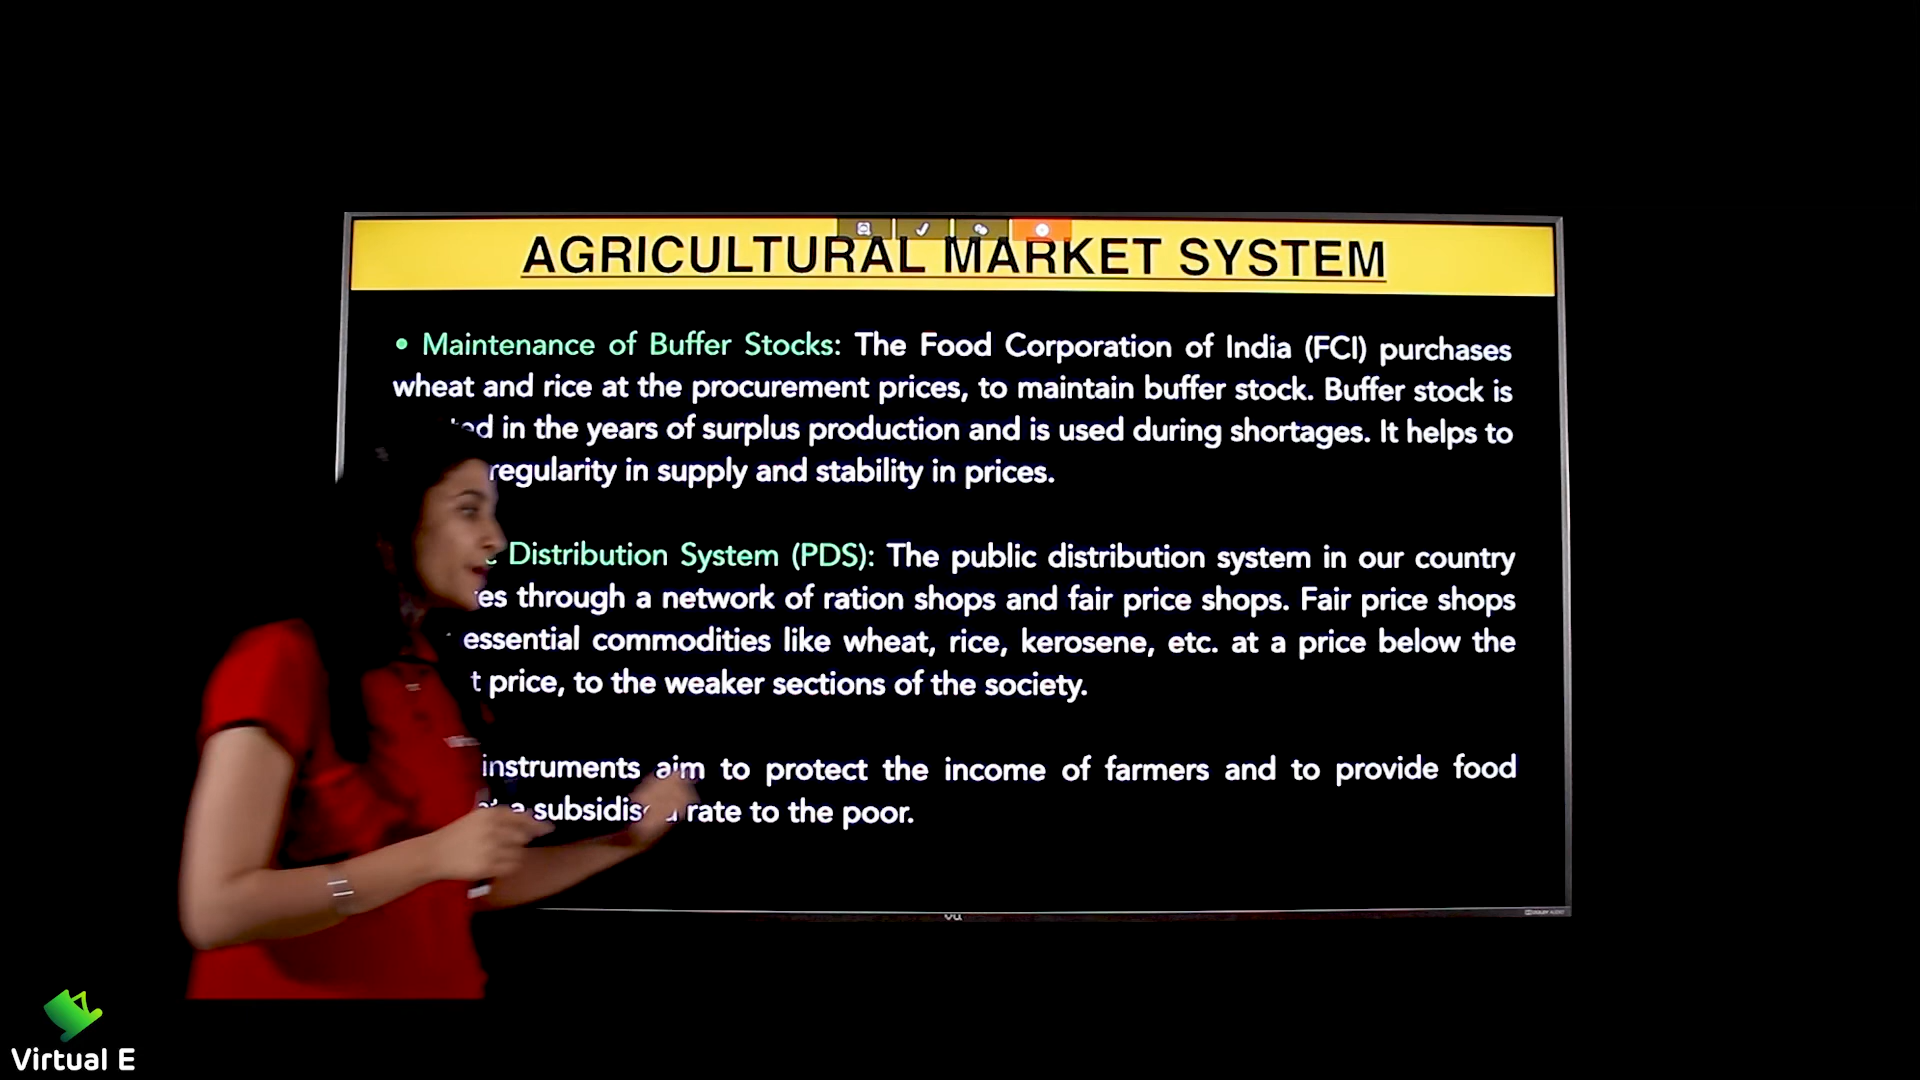 AGRICULTURAL MARKET SYSTEM
• Maintenance of Buffer Stocks: The Food Corporation of India (FCI) purchases
wheat and rice at the procurement prices, to maintain buffer stock. Buffer stock is
in the years of surplus production and is used during shortages. It helps to
regularity in supply and stability in prices.
Distribution System (PDS): The public distribution system in our country
through a network of ration shops and fair price shops. Fair price shops
essential commodities like wheat, rice, kerosene, etc. at a price below the
price, to the weaker sections of the society.
instruments aim to protect the income of farmers and to provide food
rate to the poor.
Virtual E